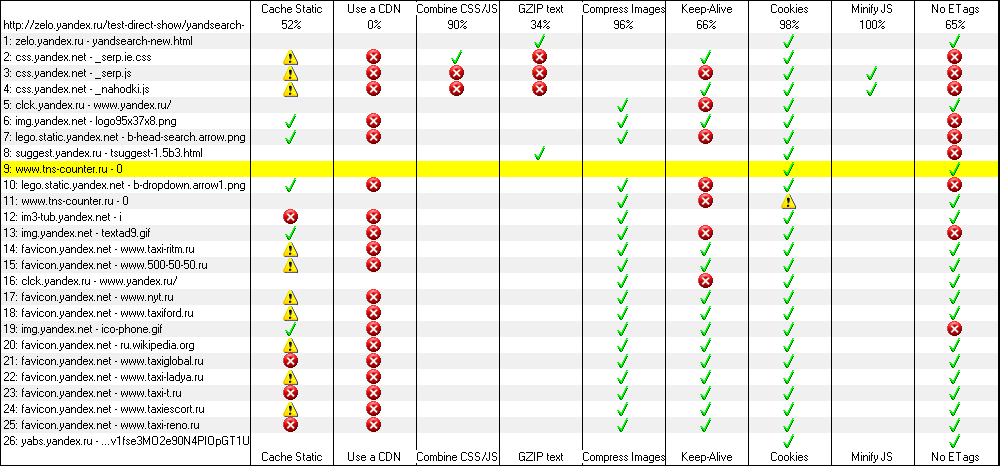 Cache Static Use a CDN Combine CSS/JS GZIP text Compress Images Keep-Alive Cookies Minify JS No ETags
http://zelo.yandex.ru/test-direct-show/yandsearch- 52% 0% 90% 34% 96% 66% 98% 100% 65%
1: zelo.yandex.ru - yandsearch-new.html
2: css.yandex.net - _serp.ie.css
3: css.yandex.net - _serp.js
4: css.yandex.net - _nahodki.js
5: clck.yandex.ru - www.yandex.ru/
6: img.yandex.net - logo95x37x8.png
7: lego.static.yandex.net - b-head-search.arrow.png
8: suggest.yandex.ru - tsuggest-1.5b3.html
9: www.tns-counter.ru - 0
10: lego.static.yandex.net - b-dropdown.arrow1.png
11: www.tns-counter.ru - 0
12: im3-tub.yandex.net - i
13: img.yandex.net - textad9.gif
14: favicon.yandex.net - www.taxi-ritm.ru
15: favicon.yandex.net - www.500-50-50.ru
16: clck.yandex.ru - www.yandex.ru/
17: favicon.yandex.net - www.nyt.ru
18: favicon.yandex.net - www.taxiford.ru
19: img.yandex.net - ico-phone.gif
20: favicon.yandex.net - ru.wikipedia.org
21: favicon.yandex.net - www.taxiglobal.ru
22: favicon.yandex.net - www.taxi-ladya.ru
23: favicon.yandex.net - www.taxi-t.ru
24: favicon.yandex.net - www.taxiescort.ru
25: favicon.yandex.net - www.taxi-reno.ru
26: yabs.yandex.ru - ...v1fse3MO2e90N4PIOpGT1U
Cache Static Use a CDN Combine CSS/JS GZIP text Compress Images Keep-Alive Cookies Minify JS No ETags